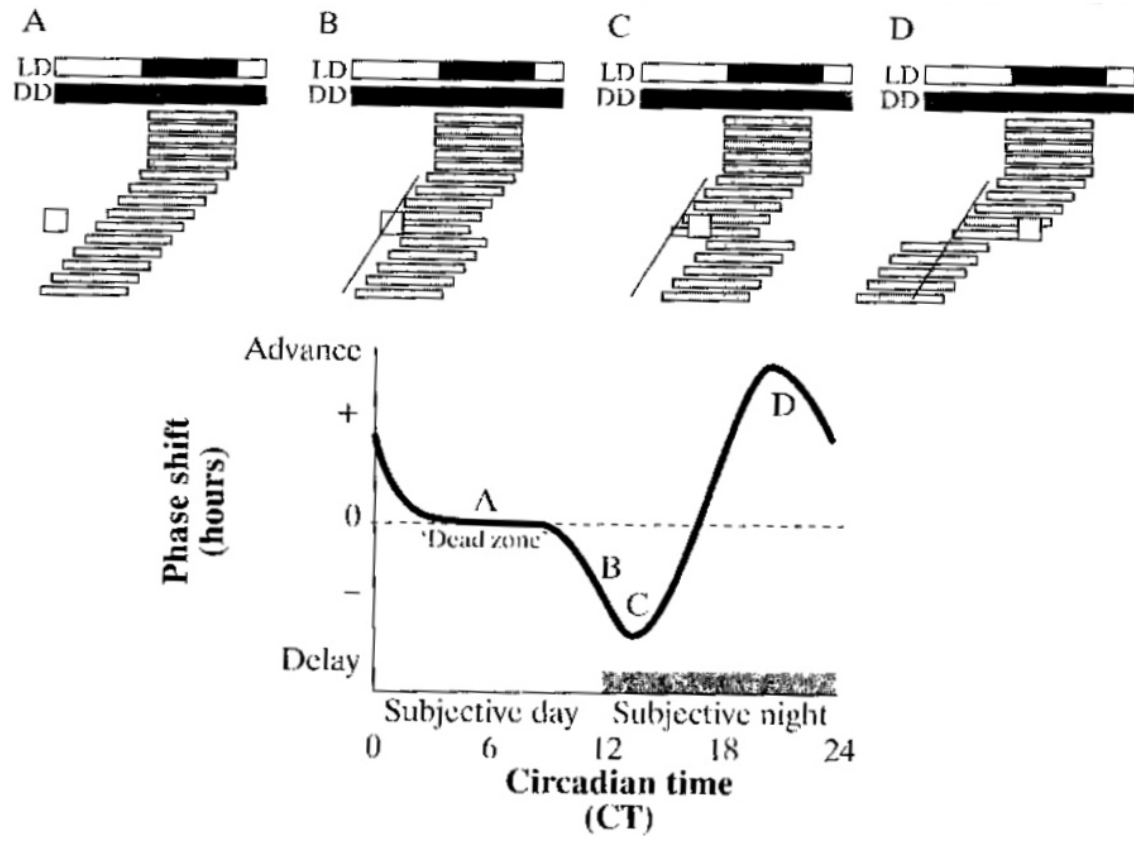 A B C D
LD LD LD LD
DD DD DD DD
Advance
+
A
D
0
'Dead zone'
B
−
C
Delay
Phase shift
(hours)
Subjective day Subjective night
0 6 12 18 24
Circadian time
(CT)